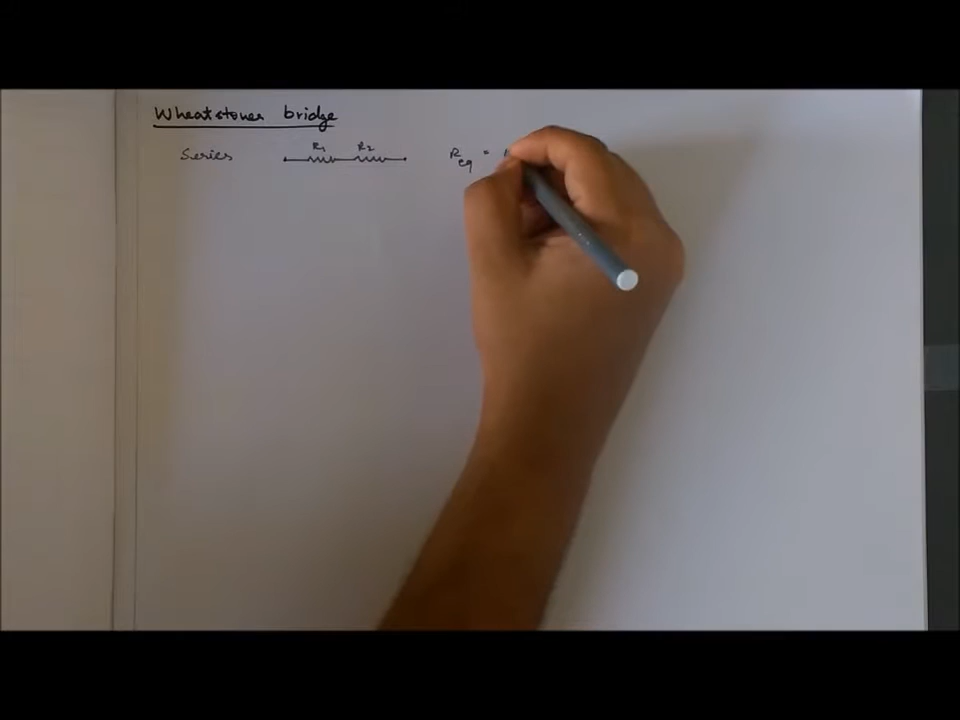 Wheatstones bridge
Series R1 R2 Req =